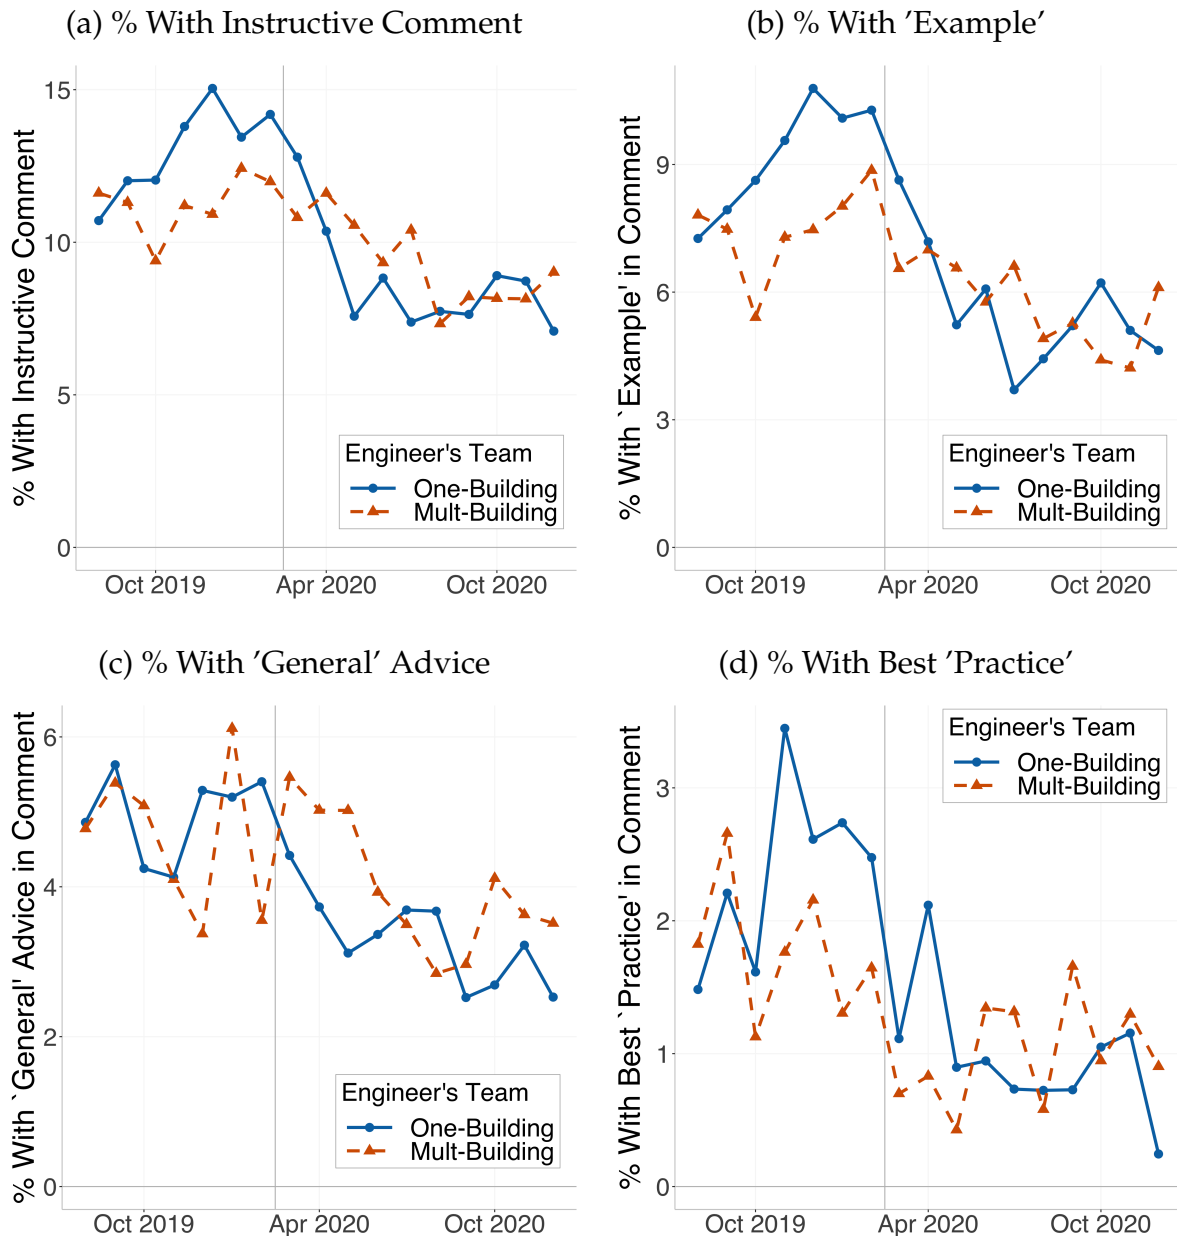 (a) % With Instructive Comment
% With Instructive Comment
15
10
5
0
Engineer's Team
One-Building
Mult-Building
Oct 2019
Apr 2020
Oct 2020
(b) % With ’Example’
% With `Example' in Comment
9
6
3
0
Engineer's Team
One-Building
Mult-Building
Oct 2019
Apr 2020
Oct 2020
(c) % With ’General’ Advice
% With `General' Advice in Comment
6
4
2
0
Engineer's Team
One-Building
Mult-Building
Oct 2019
Apr 2020
Oct 2020
(d) % With Best ’Practice’
% With Best `Practice' in Comment
3
2
1
0
Engineer's Team
One-Building
Mult-Building
Oct 2019
Apr 2020
Oct 2020